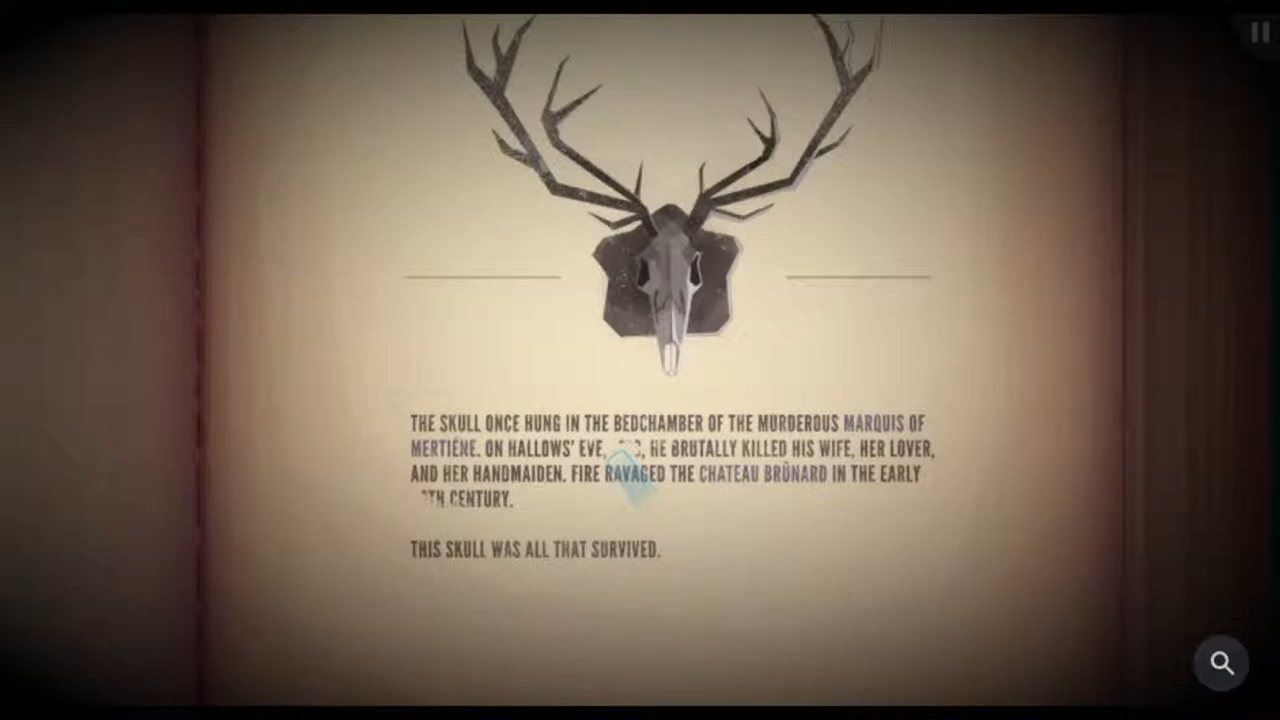 THE SKULL ONCE HUNG IN THE BEDCHAMBER OF THE MURDEROUS MARQUIS OF
MERTIÉNE. ON HALLOWS' EVE, HE BRUTALLY KILLED HIS WIFE, HER LOVER,
AND HER HANDMAIDEN. FIRE RAVAGED THE CHATEAU BRÛNARD IN THE EARLY
CENTURY.
THIS SKULL WAS ALL THAT SURVIVED.